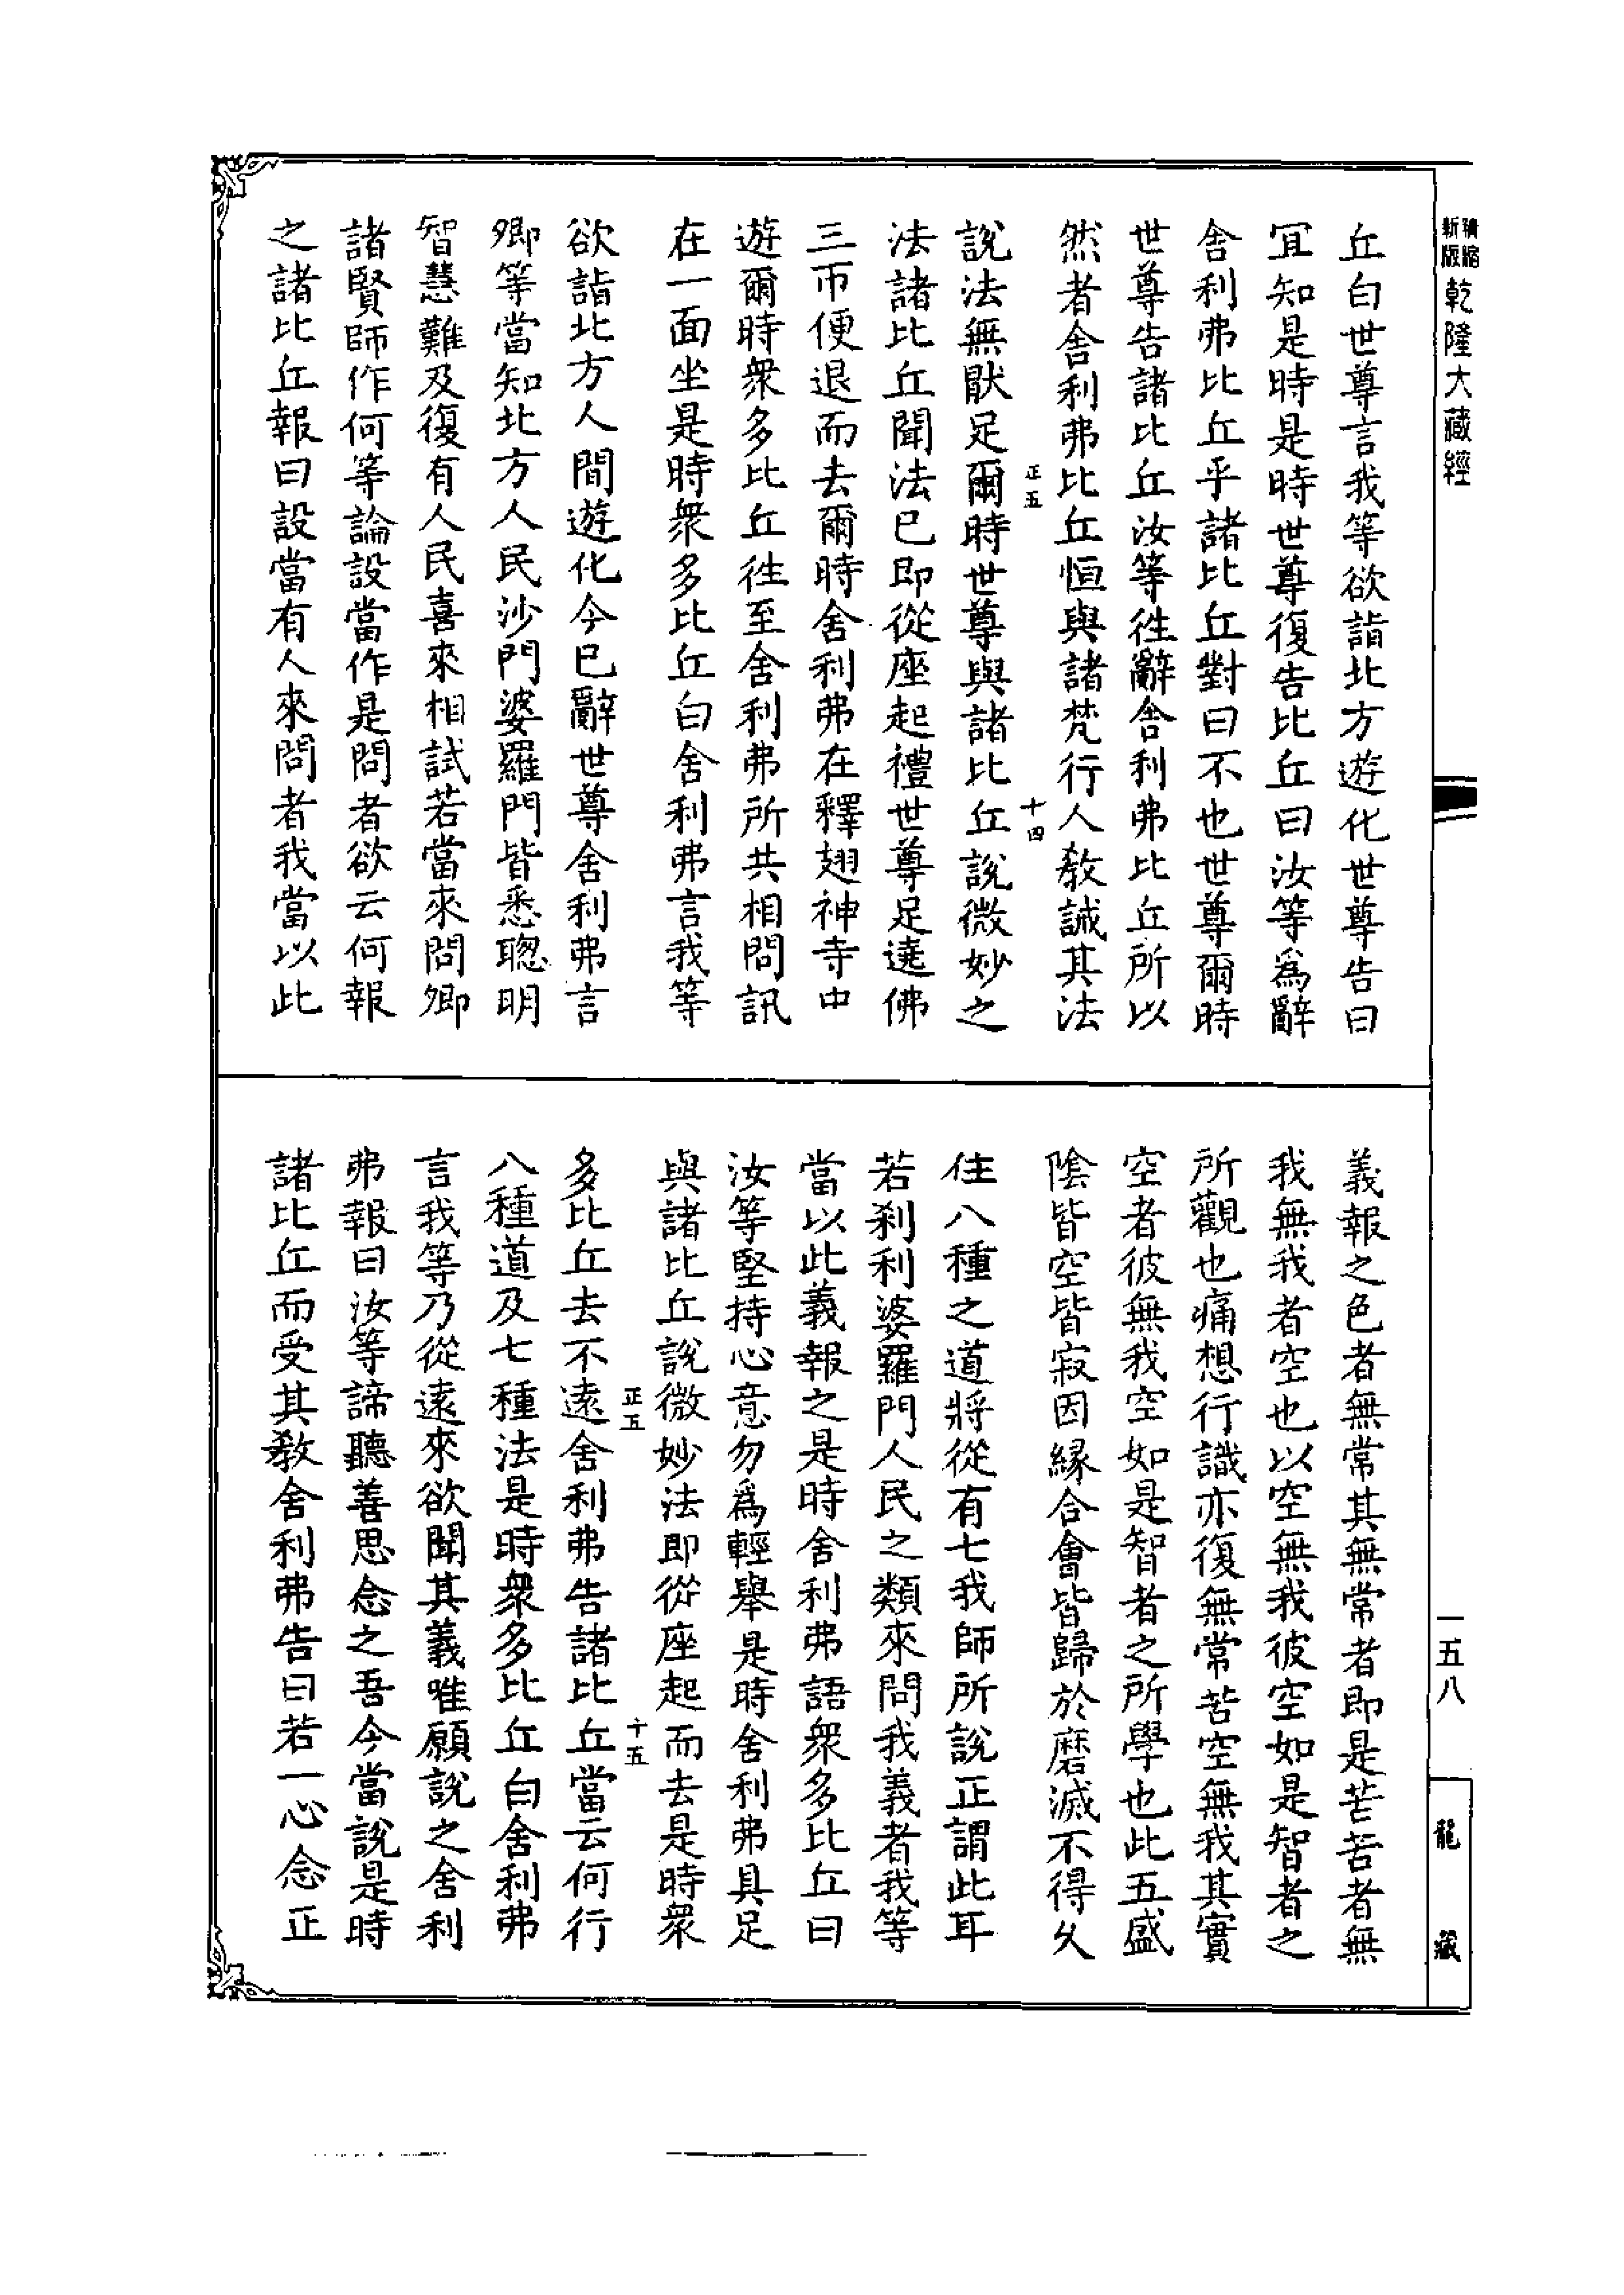 新版精縮乾隆大藏經
丘白世尊言我等欲詣北方遊化世尊告曰
宜知是時是時世尊復告比丘曰汝等為辭
舍利弗比丘乎諸比丘對曰不也世尊爾時
世尊告諸比丘汝等徃辭舍利弗比丘所以
然者舍利弗比丘恒與諸梵行人教誡其法
說法無猒足爾時世尊與諸比丘說微妙之
正五
十四
法諸比丘聞法已即從座起禮世尊足遶佛
三帀便退而去爾時舍利弗在釋翅神寺中
遊爾時衆多比丘徃至舍利弗所共相問訊
在一面坐是時衆多比丘白舍利弗言我等
欲詣北方人間遊化今已辭世尊舍利弗言
卿等當知北方人民沙門婆羅門皆悉聰明
智慧難及復有人民喜來相試若當來問卿
諸賢師作何等論設當作是問者欲云何報
之諸比丘報曰設當有人來問者我當以此
義報之色者無常其無常者即是苦苦者無
我無我者空也以空無我彼空如是智者之
所觀也痛想行識亦復無常苦空無我其實
空者彼無我空如是智者之所學也此五盛
陰皆空皆寂因緣合會皆歸於磨滅不得久
住八種之道將從有七我師所說正謂此耳
若剎利婆羅門人民之類來問我義者我等
當以此義報之是時舍利弗語衆多比丘曰
汝等堅持心意勿爲輕舉是時舍利弗具足
與諸比丘說微妙法即從座起而去是時衆
正五
十五
多比丘去不遠舍利弗告諸比丘當云何行
八種道及七種法是時衆多比丘白舍利弗
言我等乃從遠來欲聞其義唯願說之舍利
弗報曰汝等諦聽善思念之吾今當說是時
諸比丘而受其教舍利弗告曰若一心念正
一五八
龍藏